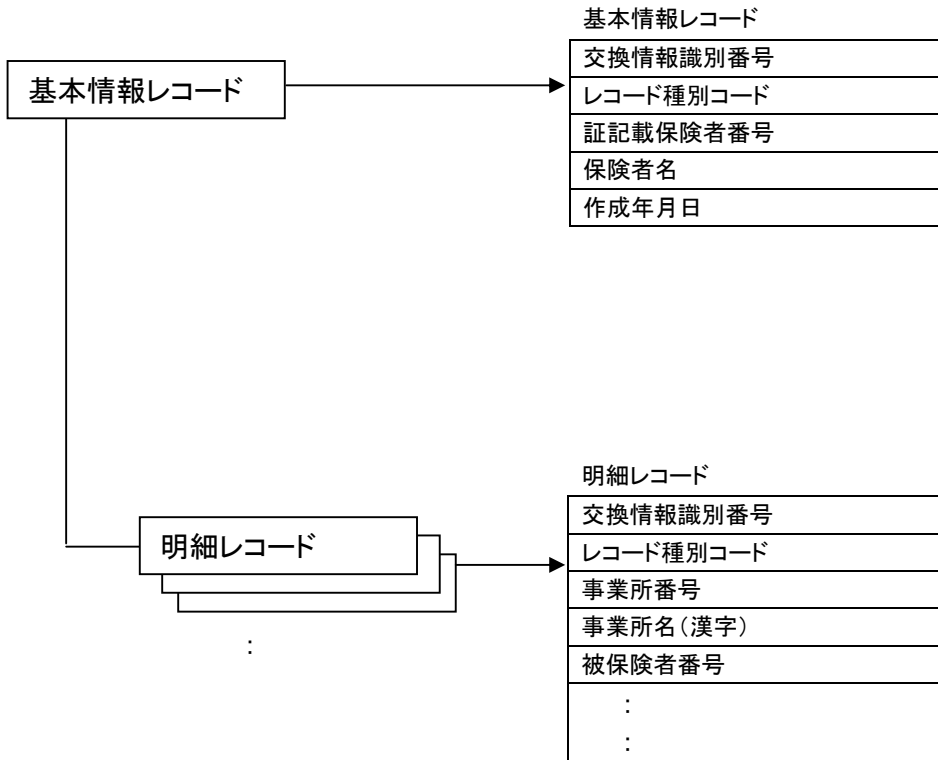 基本情報レコード
基本情報レコード
交換情報識別番号
レコード種別コード
証記載保険者番号
保険者名
作成年月日
明細レコード
明細レコード
:
交換情報識別番号
レコード種別コード
事業所番号
事業所名(漢字)
被保険者番号
:
: